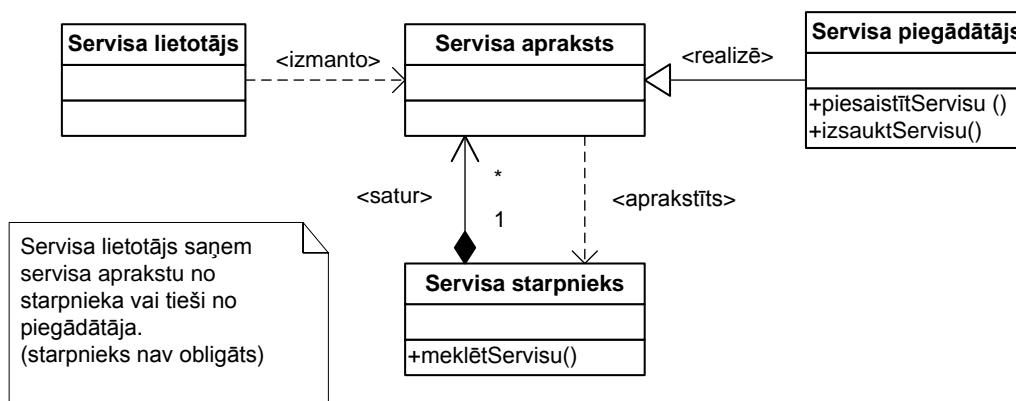 Servisa lietotājs
<izmanto>
Servisa apraksts
<realizē>
Servisa piegādātājs
+piesaistītServisu ()
+izsauktServisu()
<satur>
*
1
<aprakstīts>
Servisa starpnieks
+meklētServisu()
Servisa lietotājs saņem
servisa aprakstu no
starpnieka vai tieši no
piegādātāja.
(starpnieks nav obligāts)